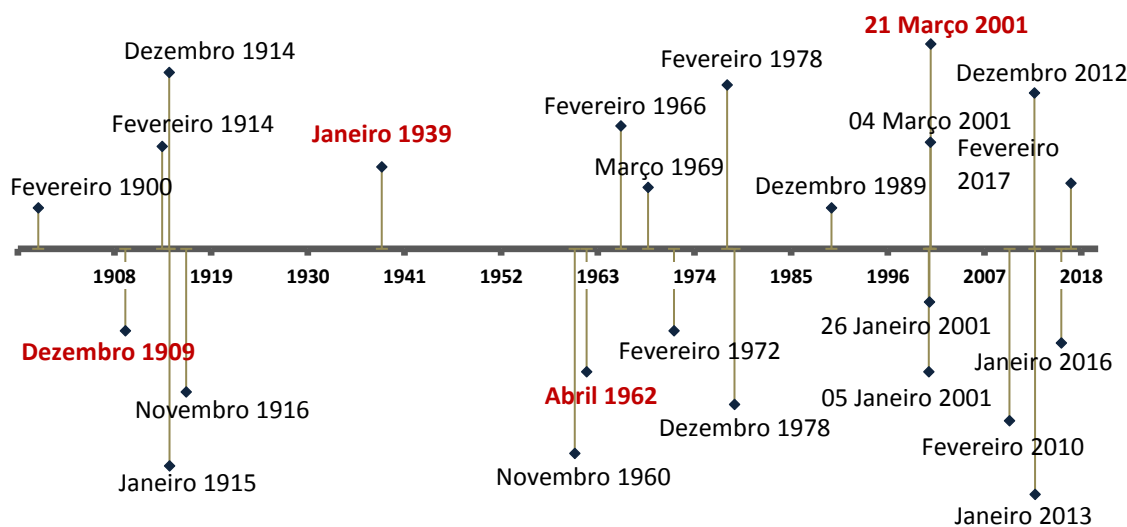 21 Março 2001
Dezembro 1914
Fevereiro 1978
Dezembro 2012
Fevereiro 1966
Fevereiro 1914
Janeiro 1939
04 Março 2001
Fevereiro
2017
Março 1969
Fevereiro 1900
Dezembro 1989
1908 1919 1930 1941 1952 1963 1974 1985 1996 2007 2018
26 Janeiro 2001
Dezembro 1909
Fevereiro 1972
Janeiro 2016
Abril 1962
05 Janeiro 2001
Novembro 1916
Dezembro 1978
Fevereiro 2010
Novembro 1960
Janeiro 1915
Janeiro 2013